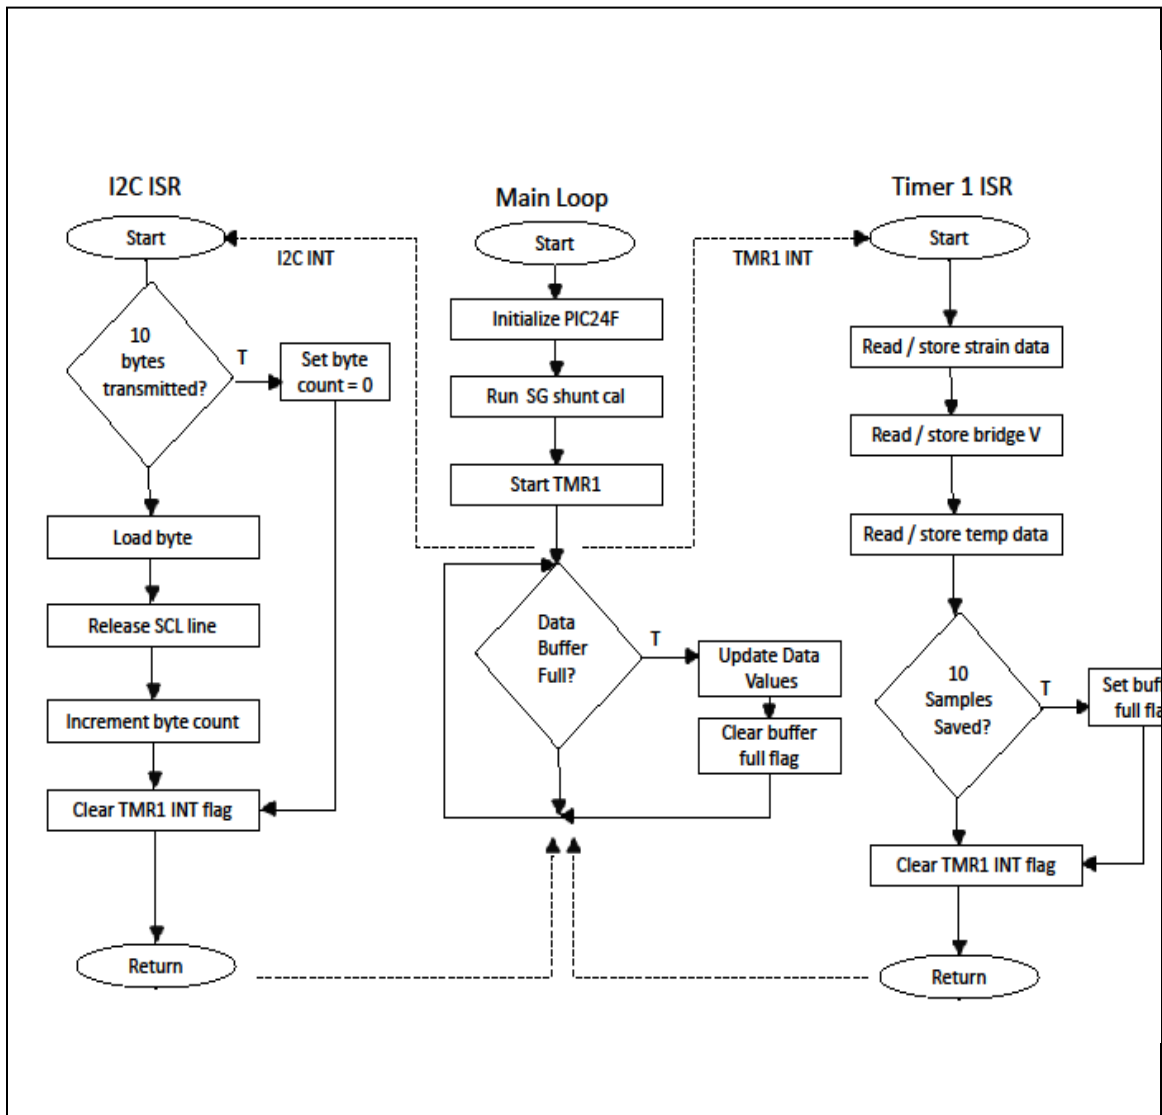 I2C ISR
Start
I2C INT
10
bytes
transmitted?
T
Set byte
count = 0
Load byte
Release SCL line
Increment byte count
Clear TMR1 INT flag
Return
Main Loop
Start
Initialize PIC24F
Run SG shunt cal
Start TMR1
Data
Buffer
Full?
T
Update Data
Values
Clear buffer
full flag
Timer 1 ISR
TMR1 INT
Start
Read / store strain data
Read / store bridge V
Read / store temp data
10
Samples
Saved?
T
Set
full
Clear TMR1 INT flag
Return